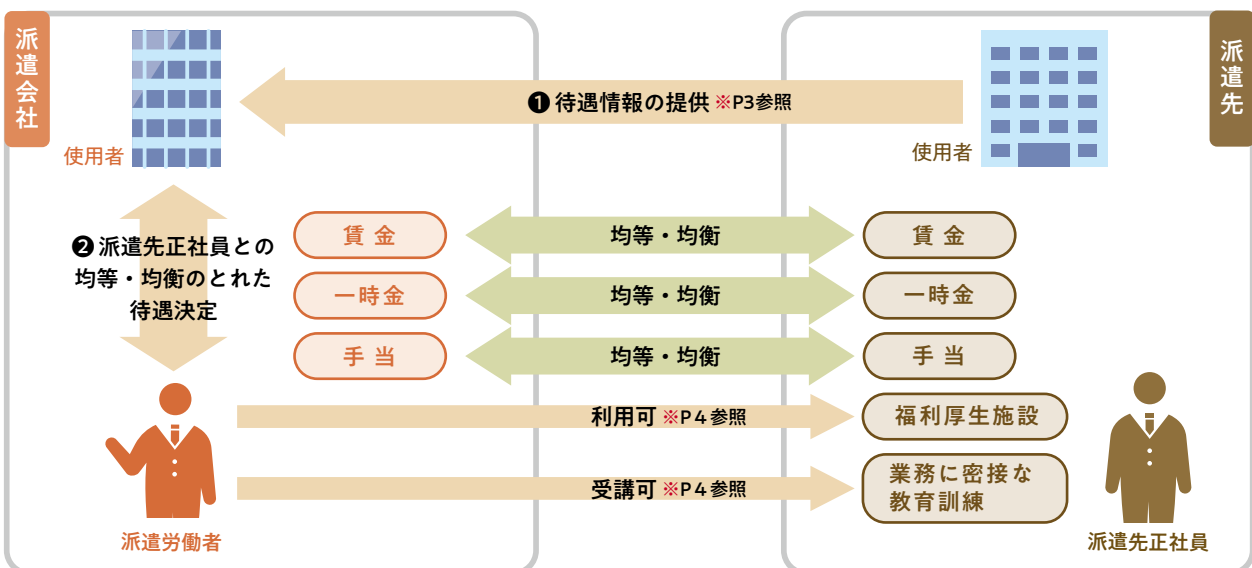 派遣会社
派遣先
❶ 待遇情報の提供 ※P3参照
使用者
使用者
❷ 派遣先正社員との
均等・均衡のとれた
待遇決定
賃金
均等・均衡
賃金
一時金
均等・均衡
一時金
手当
均等・均衡
手当
利用可 ※P4参照
福利厚生施設
受講可 ※P4参照
業務に密接な
教育訓練
派遣労働者
派遣先正社員